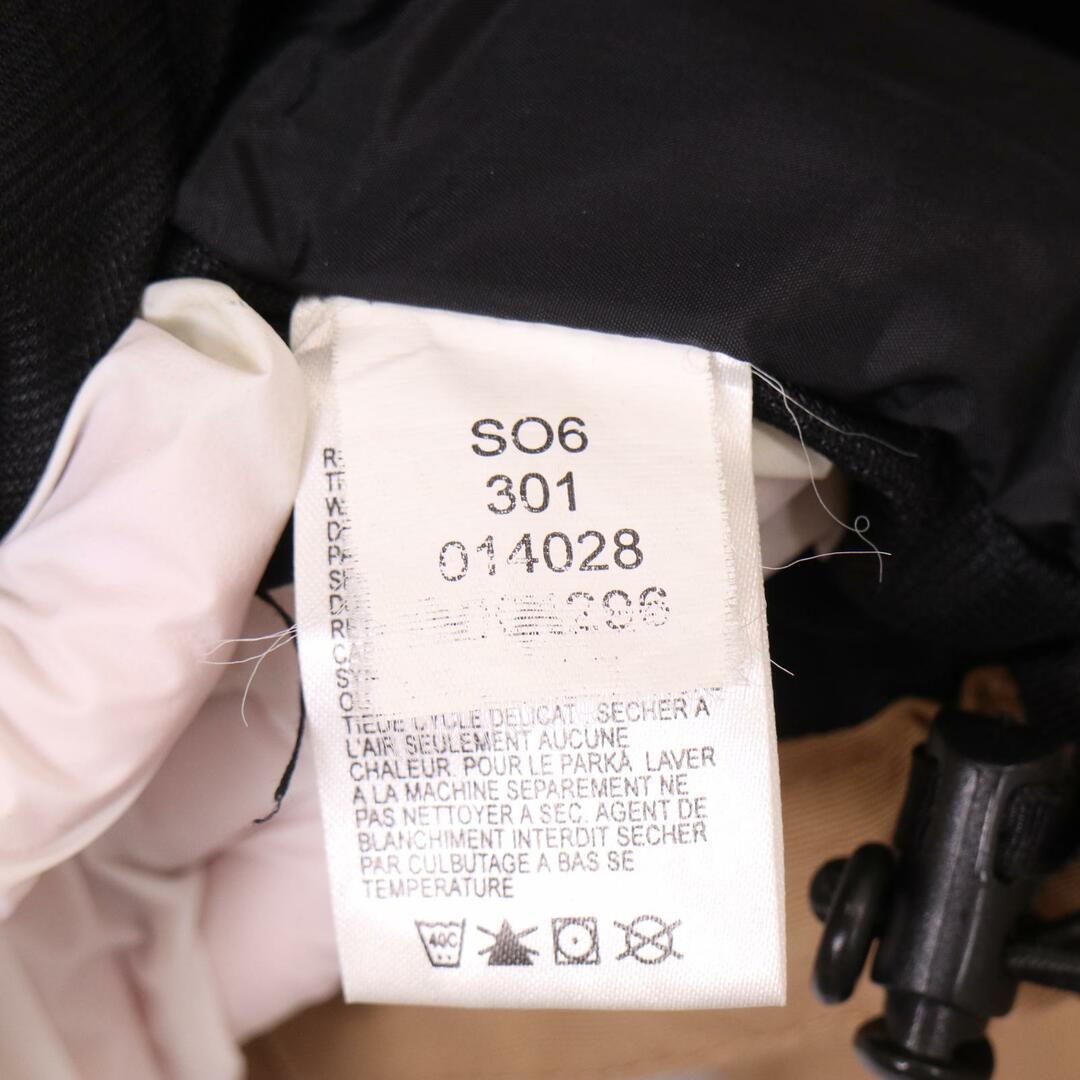 SO6
301
014028
296
TIEDE CYCLE DELICAT. SECHER A
L'AIR SEULEMENT AUCUNE
CHALEUR. POUR LE PARKA, LAVER
A LA MACHINE SEPAREMENT NE
PAS NETTOYER A SEC. AGENT DE
BLANCHIMENT INTERDIT SECHER
PAR CULBUTAGE A BAS SE
TEMPERATURE
40C